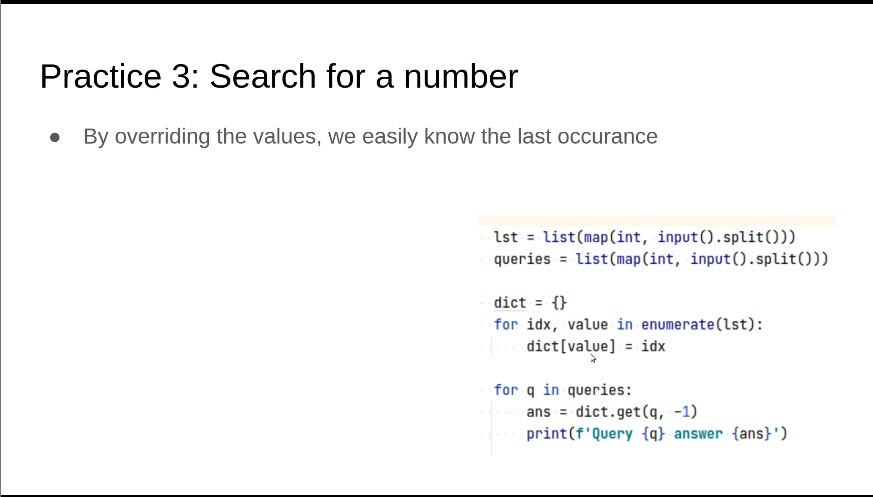 Practice 3: Search for a number
● By overriding the values, we easily know the last occurance
lst = list(map(int, input().split()))
queries = list(map(int, input().split()))
dict = {}
for idx, value in enumerate(lst):
    dict[value] = idx
for q in queries:
    ans = dict.get(q, -1)
    print(f'Query {q} answer {ans}')